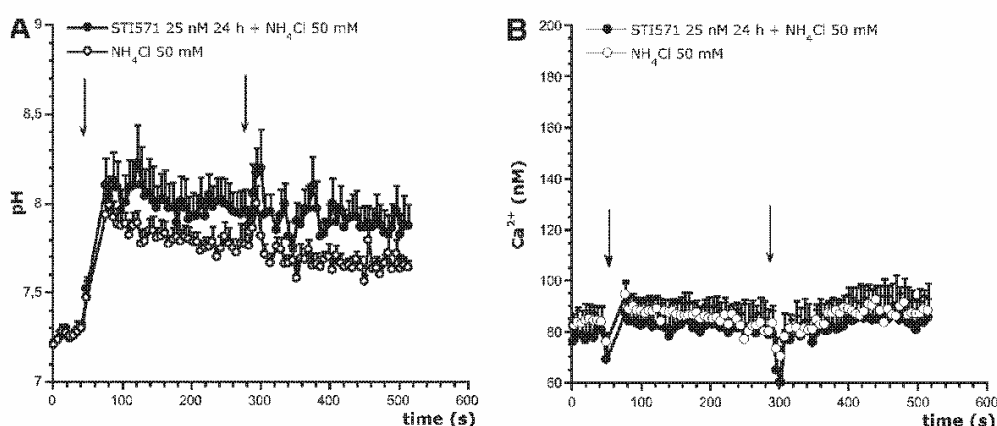 A
STI571 25 nM 24 h + NH4Cl 50 mM
NH4Cl 50 mM
pH
9
8,5
8
7,5
7
0 100 200 300 400 500 600
time (s)
B
STI571 25 nM 24 h + NH4Cl 50 mM
NH4Cl 50 mM
Ca2+ (nM)
200
180
160
140
120
100
80
60
0 100 200 300 400 500 600
time (s)